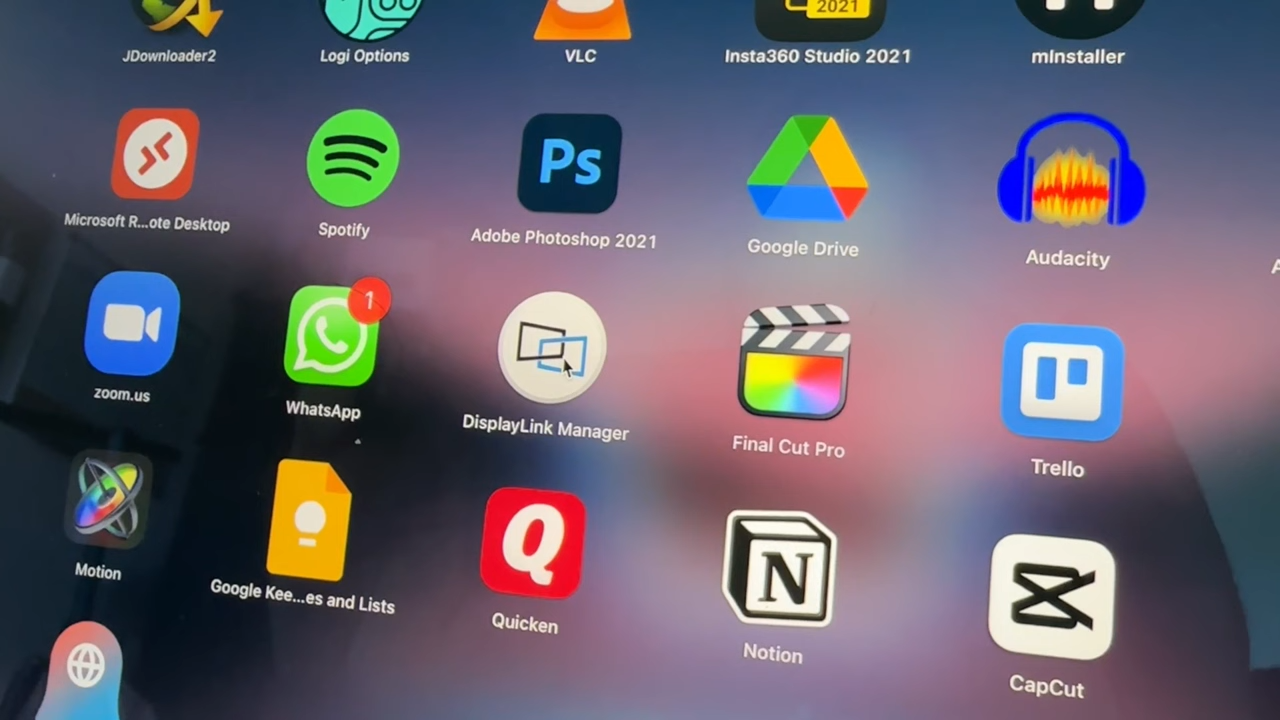 2021
JDownloader2
Logi Options
VLC
Insta360 Studio 2021
mInstaller
Ps
Microsoft R...ote Desktop
Spotify
Adobe Photoshop 2021
Google Drive
Audacity
1
zoom.us
WhatsApp
DisplayLink Manager
Final Cut Pro
Trello
Q
N
Motion
Google Kee...es and Lists
Quicken
Notion
CapCut